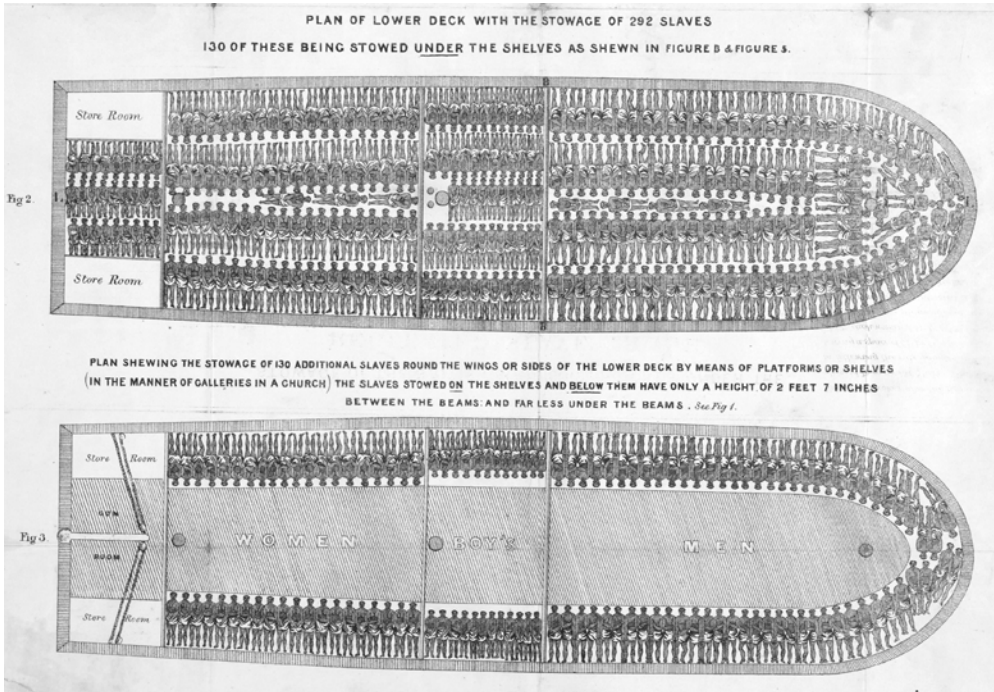 PLAN OF LOWER DECK WITH THE STOWAGE OF 292 SLAVES
130 OF THESE BEING STOWED UNDER THE SHELVES AS SHEWN IN FIGURE B & FIGURE 5.
B
Store Room
Fig 2.
Store Room
PLAN SHEWING THE STOWAGE OF 130 ADDITIONAL SLAVES ROUND THE WINGS OR SIDES OF THE LOWER DECK BY MEANS OF PLATFORMS OR SHELVES
(IN THE MANNER OF GALLERIES IN A CHURCH) THE SLAVES STOWED ON THE SHELVES AND BELOW THEM HAVE ONLY A HEIGHT OF 2 FEET 7 INCHES
BETWEEN THE BEAMS: AND FAR LESS UNDER THE BEAMS. See Fig 1.
Store Room
GUN
Fig 3. WOMEN BOY'S MEN
ROOM
Store Room